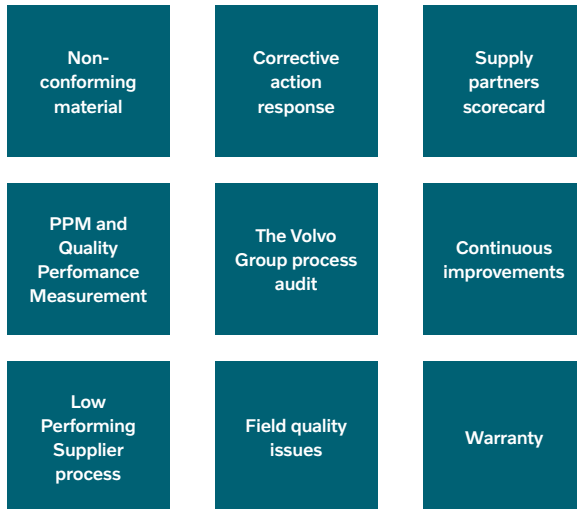 Non-
conforming
material
Corrective
action
response
Supply
partners
scorecard
PPM and
Quality
Perfomance
Measurement
The Volvo
Group process
audit
Continuous
improvements
Low
Performing
Supplier
process
Field quality
issues
Warranty